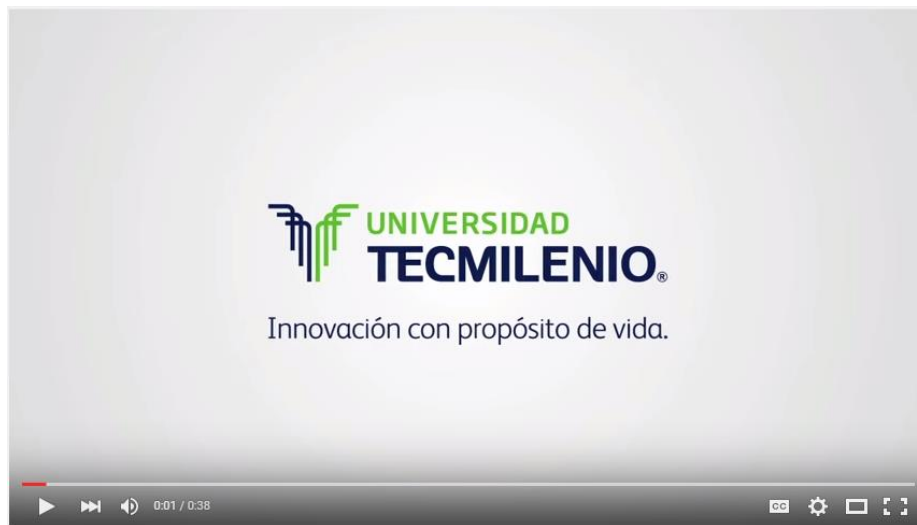 UNIVERSIDAD
TECMILENIO®
Innovación con propósito de vida.
0:01 / 0:38
CC